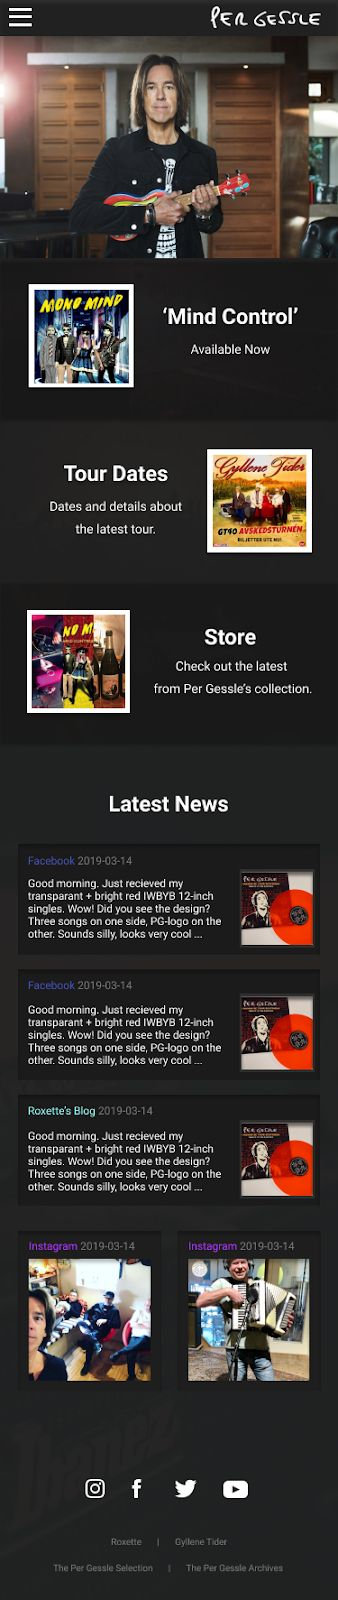 PER GESSLE
MONO MIND
‘Mind Control’
Available Now
Tour Dates
Dates and details about
the latest tour.
Gyllene Tider
GT40 AVSKEDSTURNÉN
BILJETTER UTE NU!
Store
Check out the latest
from Per Gessle’s collection.
Latest News
Facebook 2019-03-14
Good morning. Just recieved my
transparant + bright red IWBYB 12-inch
singles. Wow! Did you see the design?
Three songs on one side, PG-logo on the
other. Sounds silly, looks very cool ...
PER GESSLE
Facebook 2019-03-14
Good morning. Just recieved my
transparant + bright red IWBYB 12-inch
singles. Wow! Did you see the design?
Three songs on one side, PG-logo on the
other. Sounds silly, looks very cool ...
PER GESSLE
Roxette’s Blog 2019-03-14
Good morning. Just recieved my
transparant + bright red IWBYB 12-inch
singles. Wow! Did you see the design?
Three songs on one side, PG-logo on the
other. Sounds silly, looks very cool ...
PER GESSLE
Instagram 2019-03-14
Instagram 2019-03-14
Ibanez
Roxette | Gyllene Tider
The Per Gessle Selection | The Per Gessle Archives